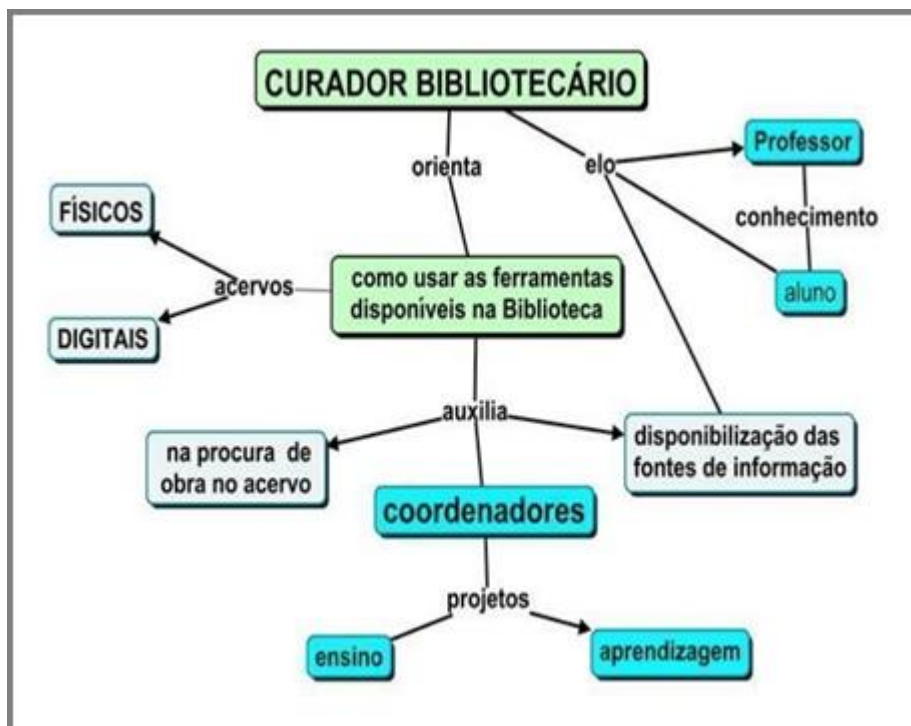 CURADOR BIBLIOTECÁRIO
orienta
elo
Professor
conhecimento
aluno
FÍSICOS
acervos
DIGITAIS
como usar as ferramentas
disponíveis na Biblioteca
auxilia
na procura de
obra no acervo
disponibilização das
fontes de informação
coordenadores
projetos
ensino
aprendizagem